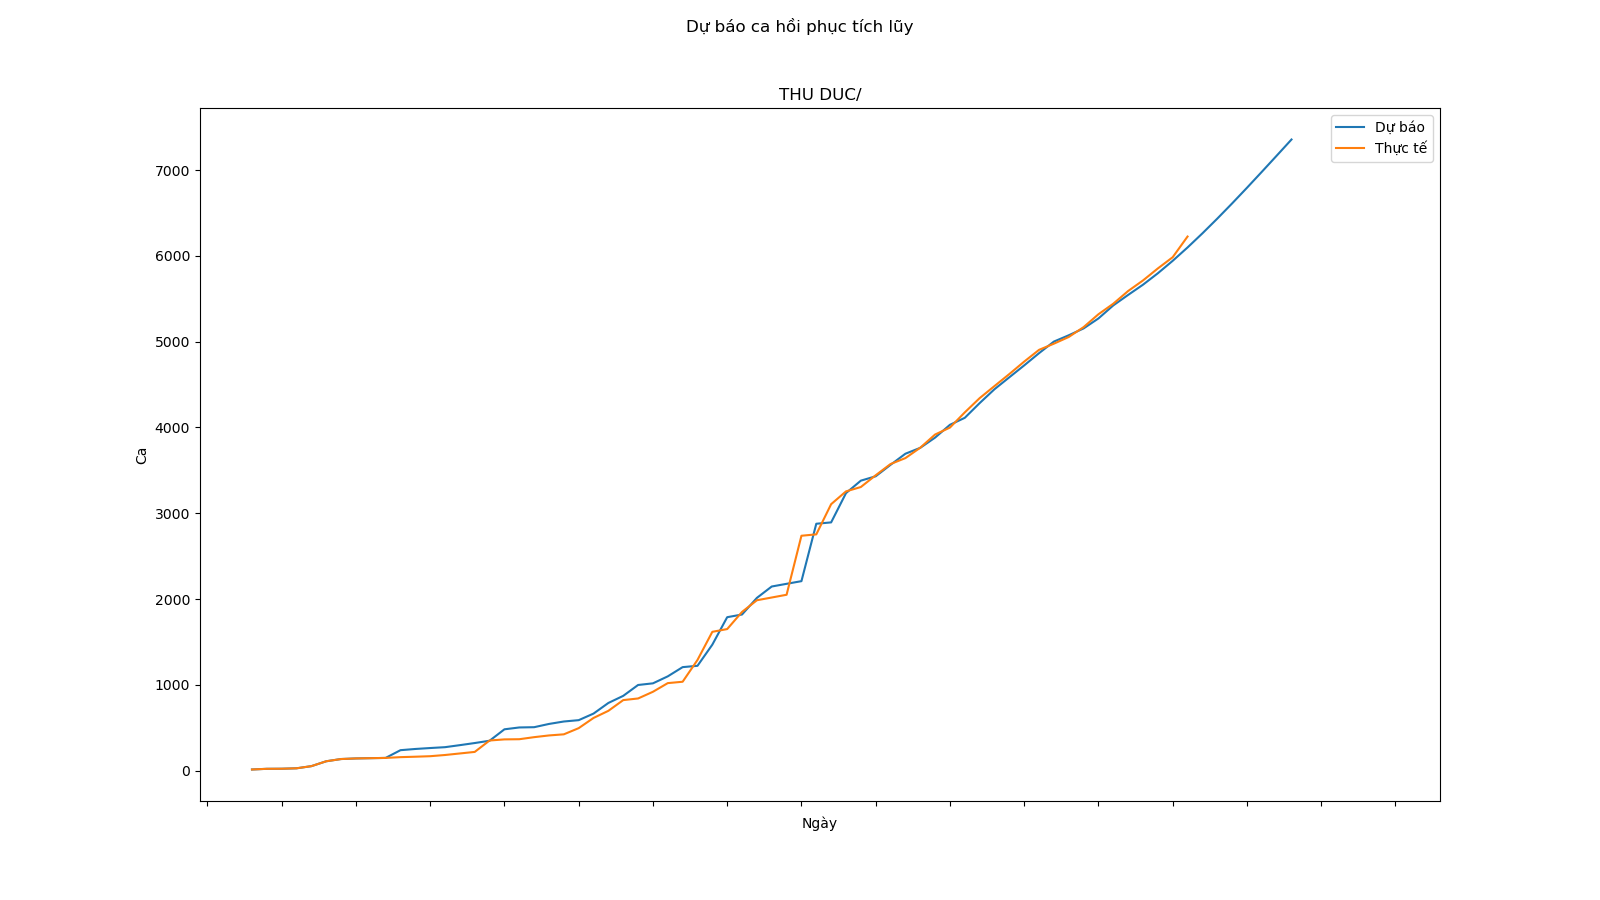 Dự báo ca hồi phục tích lũy
THU DUC/
Dự báo
Thực tế
7000
6000
5000
4000
3000
2000
1000
0
Ca
Ngày